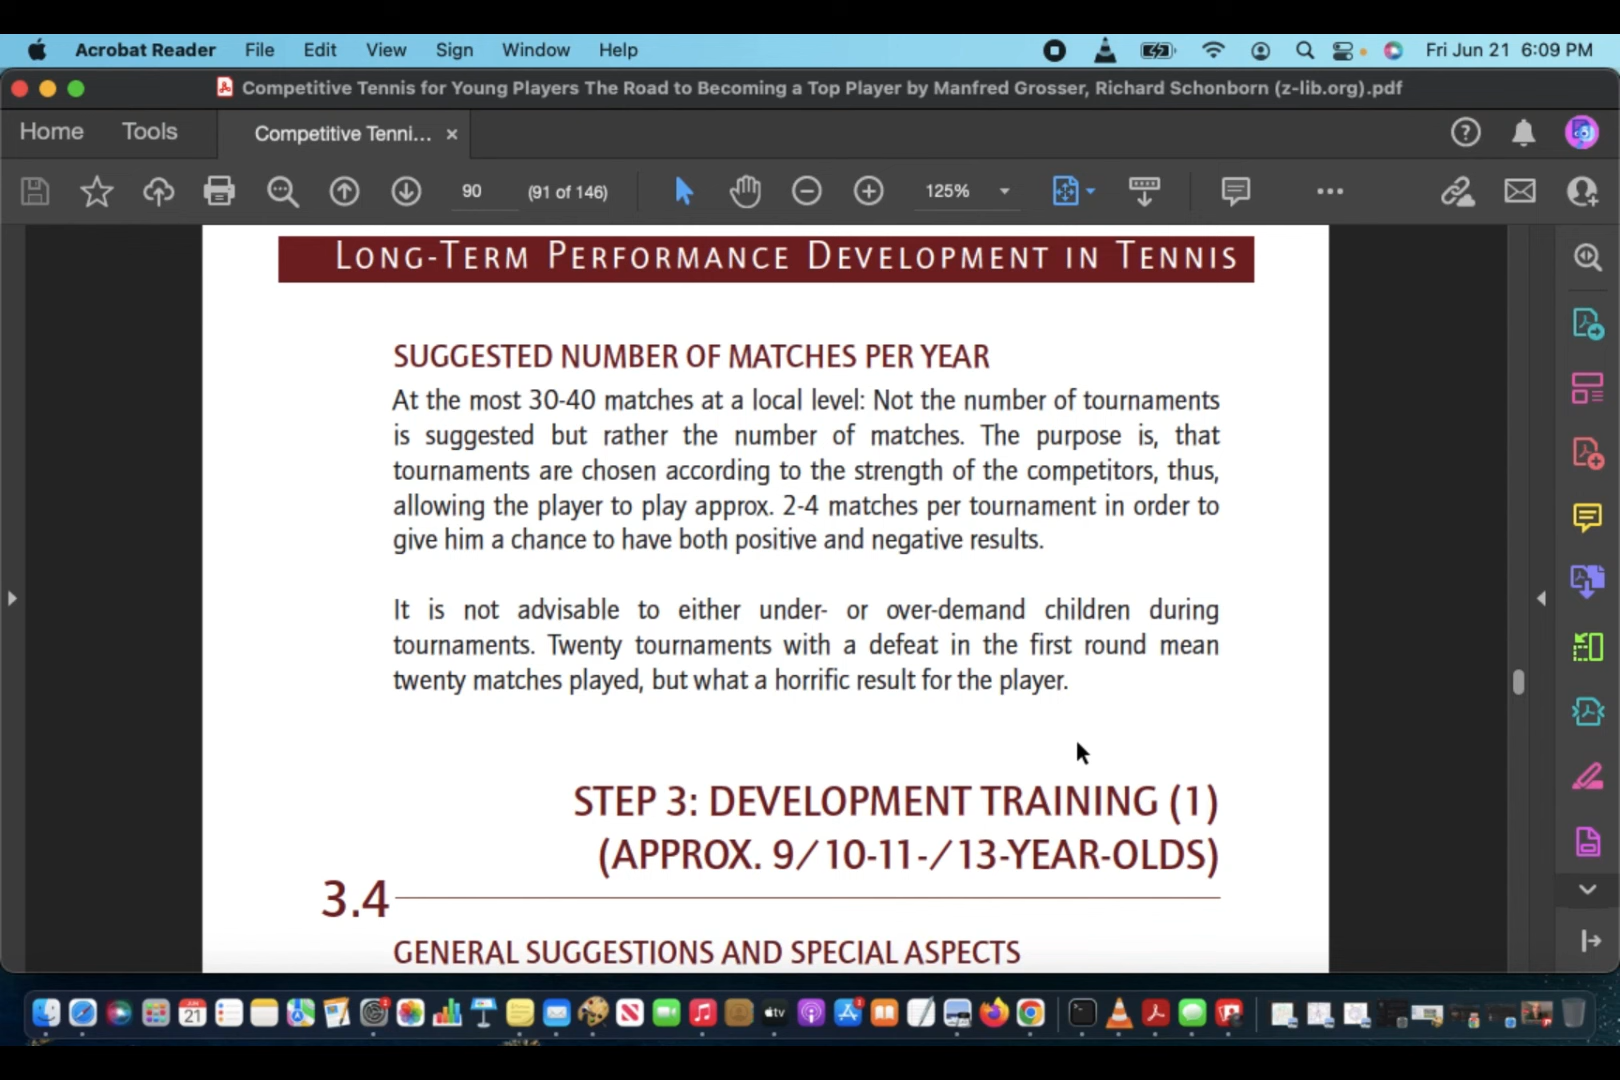 Acrobat Reader File Edit View Sign Window Help Fri Jun 21 6:09 PM
Competitive Tennis for Young Players The Road to Becoming a Top Player by Manfred Grosser, Richard Schonborn (z-lib.org).pdf
Home Tools Competitive Tenni... ×
90 (91 of 146) 125%
LONG-TERM PERFORMANCE DEVELOPMENT IN TENNIS
SUGGESTED NUMBER OF MATCHES PER YEAR
At the most 30-40 matches at a local level: Not the number of tournaments
is suggested but rather the number of matches. The purpose is, that
tournaments are chosen according to the strength of the competitors, thus,
allowing the player to play approx. 2-4 matches per tournament in order to
give him a chance to have both positive and negative results.
It is not advisable to either under- or over-demand children during
tournaments. Twenty tournaments with a defeat in the first round mean
twenty matches played, but what a horrific result for the player.
STEP 3: DEVELOPMENT TRAINING (1)
(APPROX. 9/10-11-/13-YEAR-OLDS)
3.4
GENERAL SUGGESTIONS AND SPECIAL ASPECTS
JUN
21
tv